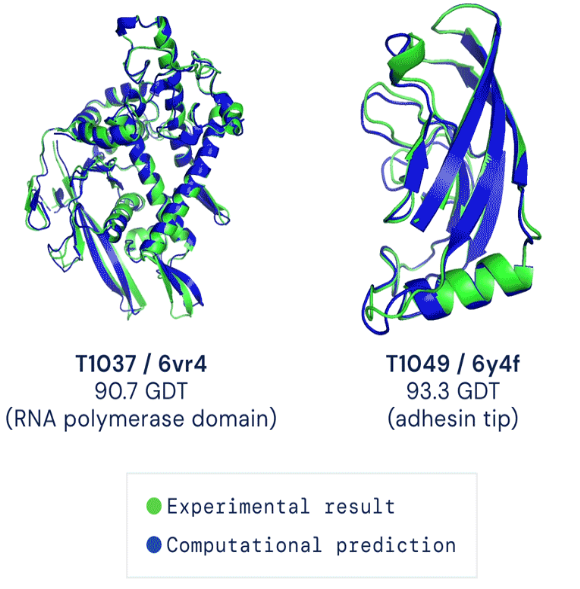 T1037 / 6vr4
90.7 GDT
(RNA polymerase domain)
T1049 / 6y4f
93.3 GDT
(adhesin tip)
Experimental result
Computational prediction